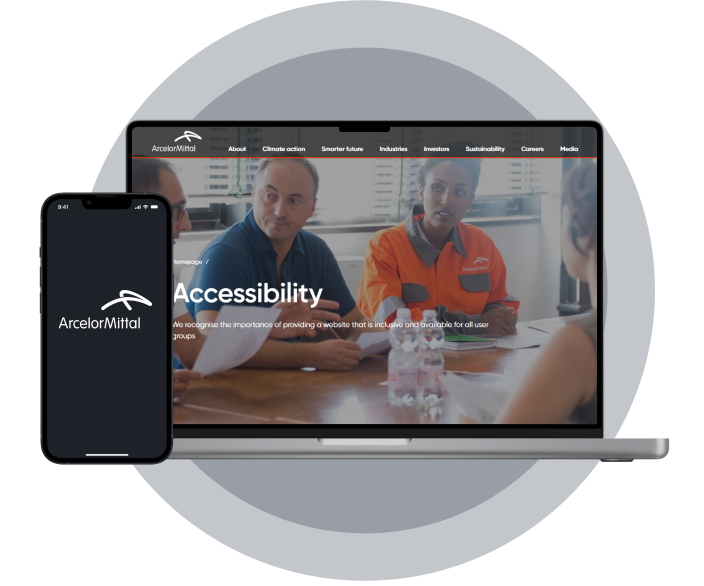 ArcelorMittal
About Climate action Smarter future Industries Investors Sustainability Careers Media
9:41
Homepage /
Accessibility
We recognise the importance of providing a website that is inclusive and available for all user
groups
ArcelorMittal
ArcelorMittal